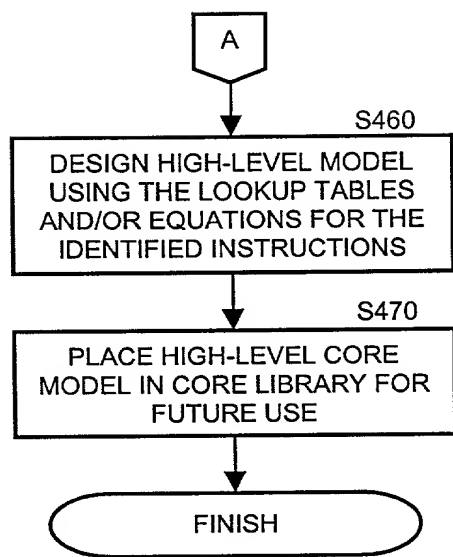 A
S460
DESIGN HIGH-LEVEL MODEL
USING THE LOOKUP TABLES
AND/OR EQUATIONS FOR THE
IDENTIFIED INSTRUCTIONS
S470
PLACE HIGH-LEVEL CORE
MODEL IN CORE LIBRARY FOR
FUTURE USE
FINISH